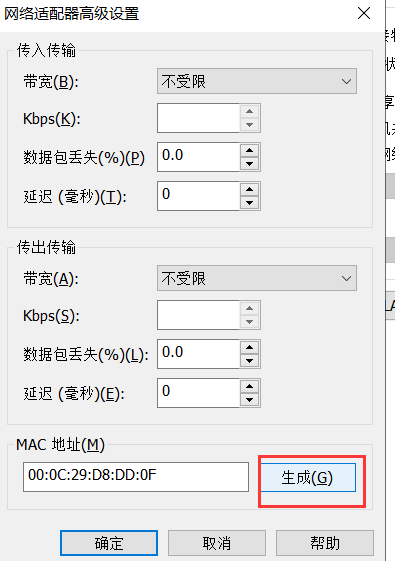 网络适配器高级设置
传入传输
带宽(B): 不受限
Kbps(K):
数据包丢失(%)(P) 0.0
延迟 (毫秒)(T): 0
传出传输
带宽(A): 不受限
Kbps(S):
数据包丢失(%)(L): 0.0
延迟 (毫秒)(E): 0
MAC 地址(M)
00:0C:29:D8:DD:0F 生成(G)
确定 取消 帮助